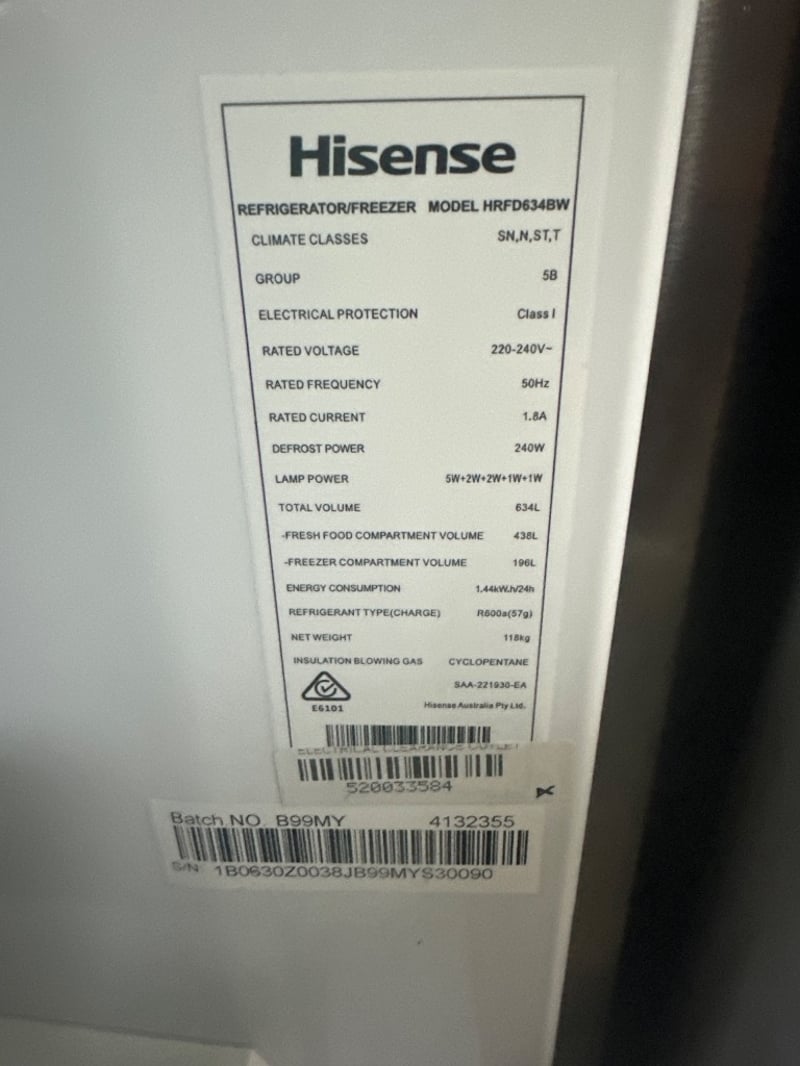 Hisense
REFRIGERATOR/FREEZER MODEL HRFD634BW
CLIMATE CLASSES SN,N,ST,T
GROUP 5B
ELECTRICAL PROTECTION Class I
RATED VOLTAGE 220-240V~
RATED FREQUENCY 50Hz
RATED CURRENT 1.8A
DEFROST POWER 240W
LAMP POWER 5W+2W+2W+1W+1W
TOTAL VOLUME 634L
-FRESH FOOD COMPARTMENT VOLUME 438L
-FREEZER COMPARTMENT VOLUME 196L
ENERGY CONSUMPTION 1.44kW.h/24h
REFRIGERANT TYPE(CHARGE) R600a(57g)
NET WEIGHT 118kg
INSULATION BLOWING GAS CYCLOPENTANE
SAA-221930-EA
E6101 Hisense Australia Pty Ltd.
ELECTRICAL CLEARANCE OUTLET
520033584
Batch NO. B99MY 4132355
S/N: 1B0630Z0038JB99MYS30090